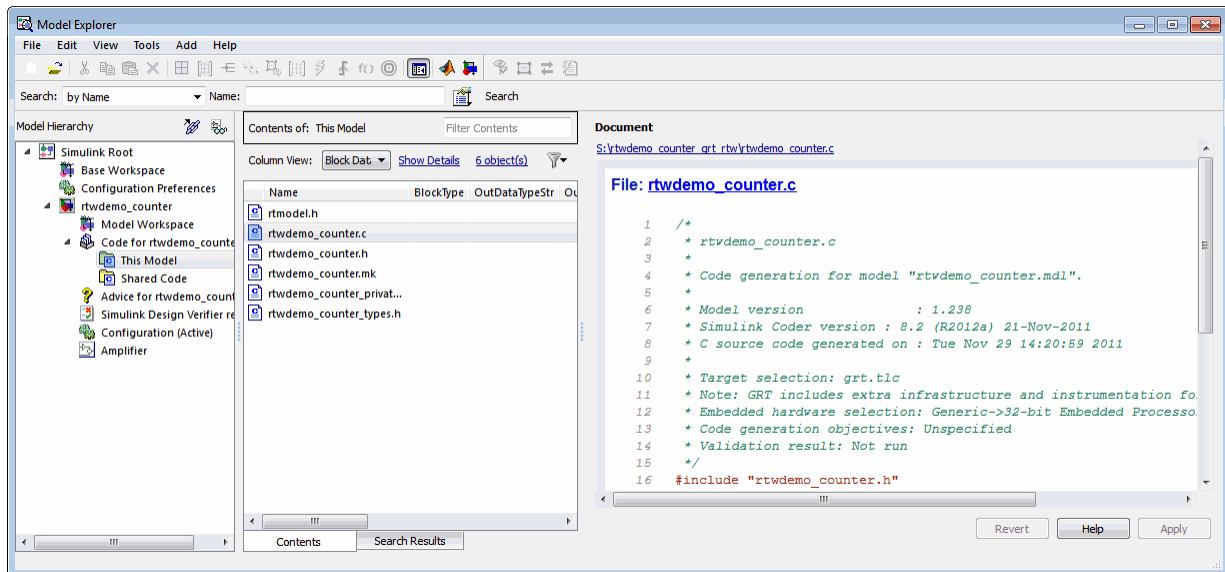 Model Explorer
File Edit View Tools Add Help
Search: by Name Name: Search
Model Hierarchy
Simulink Root
Base Workspace
Configuration Preferences
rtwdemo_counter
Model Workspace
Code for rtwdemo_counte
This Model
Shared Code
Advice for rtwdemo_count
Simulink Design Verifier re
Configuration (Active)
Amplifier
Contents of: This Model Filter Contents
Column View: Block Dat Show Details 6 object(s)
Name BlockType OutDataTypeStr Ou
rtmodel.h
rtwdemo_counter.c
rtwdemo_counter.h
rtwdemo_counter.mk
rtwdemo_counter_privat...
rtwdemo_counter_types.h
Contents Search Results
Document
S:\rtwdemo_counter_grt_rtw\rtwdemo_counter.c
File: rtwdemo_counter.c
1 /*
2 * rtwdemo_counter.c
3 *
4 * Code generation for model "rtwdemo_counter.mdl".
5 *
6 * Model version : 1.238
7 * Simulink Coder version : 8.2 (R2012a) 21-Nov-2011
8 * C source code generated on : Tue Nov 29 14:20:59 2011
9 *
10 * Target selection: grt.tlc
11 * Note: GRT includes extra infrastructure and instrumentation fo
12 * Embedded hardware selection: Generic->32-bit Embedded Processo
13 * Code generation objectives: Unspecified
14 * Validation result: Not run
15 */
16 #include "rtwdemo_counter.h"
Revert Help Apply